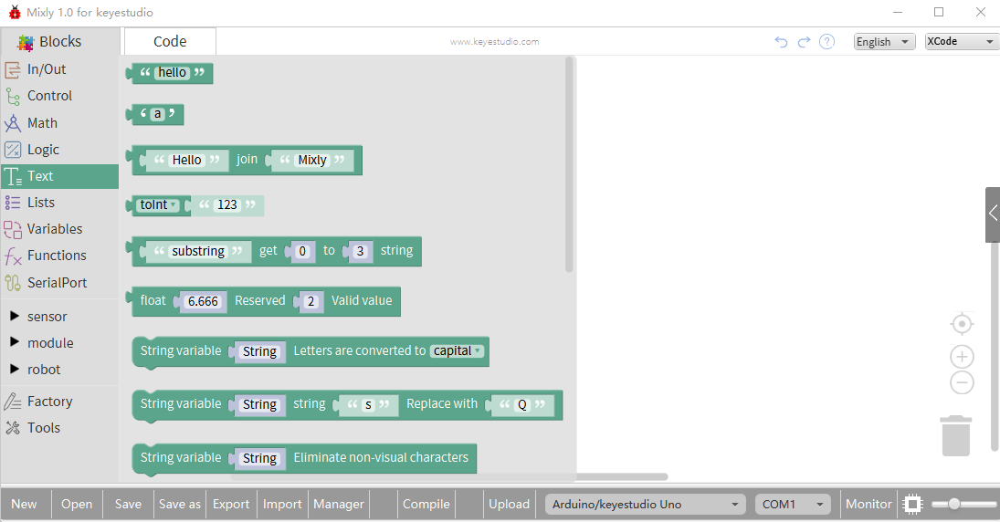 Mixly 1.0 for keyestudio
Blocks
Code
www.keyestudio.com
English
XCode
In/Out
Control
Math
Logic
Text
Lists
Variables
Functions
SerialPort
sensor
module
robot
Factory
Tools
“ hello ”
‘ a ’
“ Hello ” join “ Mixly ”
toInt “ 123 ”
“ substring ” get 0 to 3 string
float 6.666 Reserved 2 Valid value
String variable String Letters are converted to capital
String variable String string “ s ” Replace with “ Q ”
String variable String Eliminate non-visual characters
New Open Save Save as Export Import Manager Compile Upload Arduino/keyestudio Uno COM1 Monitor